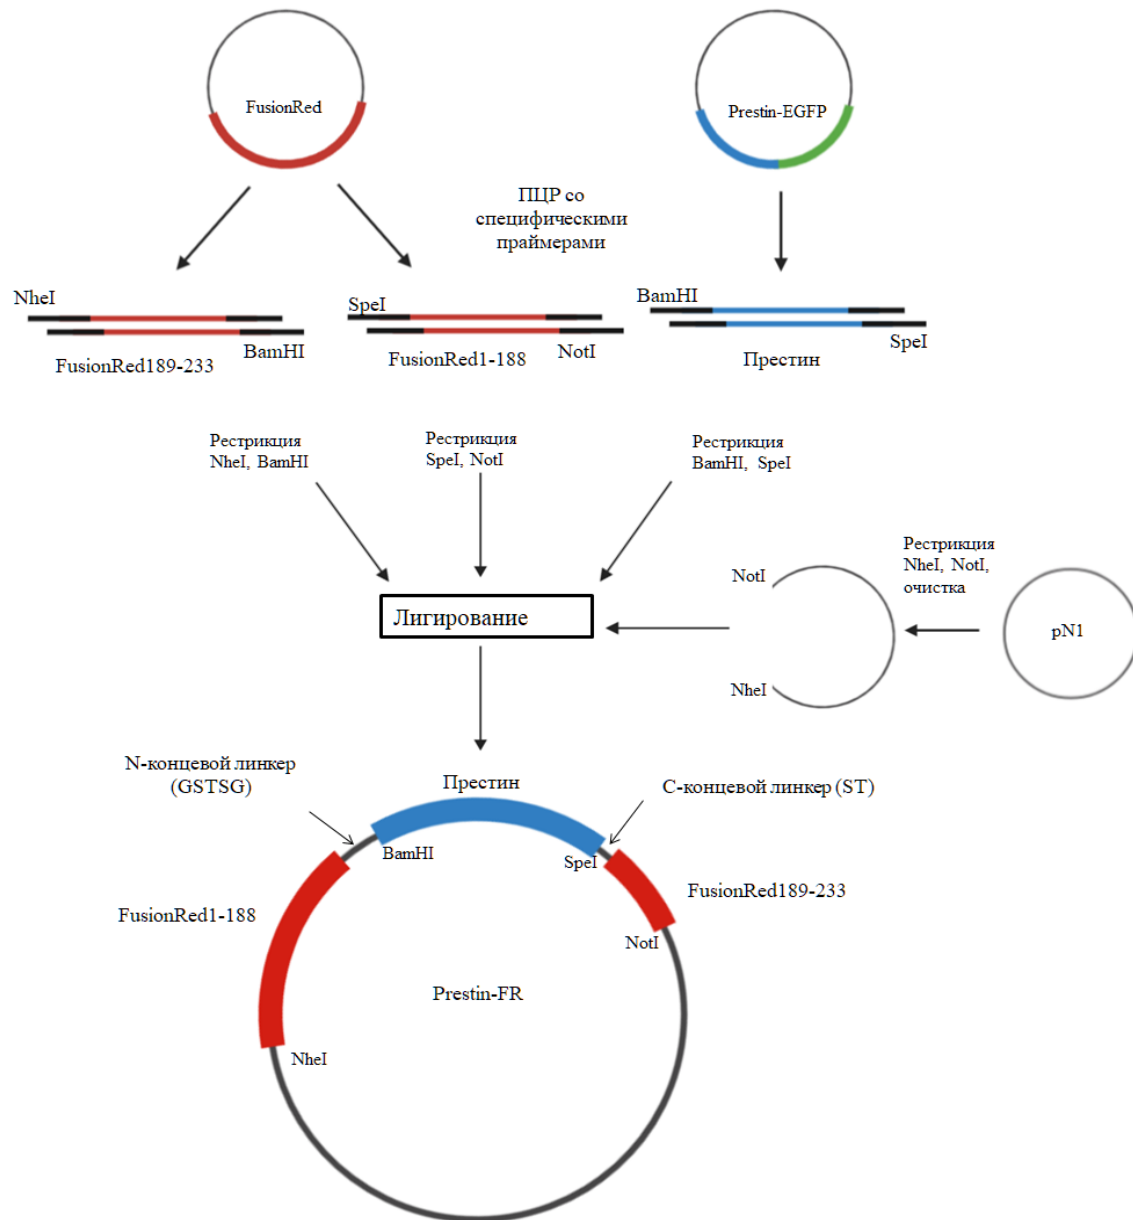 FusionRed
Prestin-EGFP
ПЦР со
специфическими
праймерами
NheI
BamHI
FusionRed189-233
SpeI
NotI
FusionRed1-188
BamHI
SpeI
Престин
Рестрикция
NheI, BamHI
Рестрикция
SpeI, NotI
Рестрикция
BamHI, SpeI
Рестрикция
NheI, NotI,
очистка
NotI
NheI
pN1
Лигирование
N-концевой линкер
(GSTSG)
Престин
С-концевой линкер (ST)
BamHI
SpeI
FusionRed1-188
FusionRed189-233
NotI
Prestin-FR
NheI